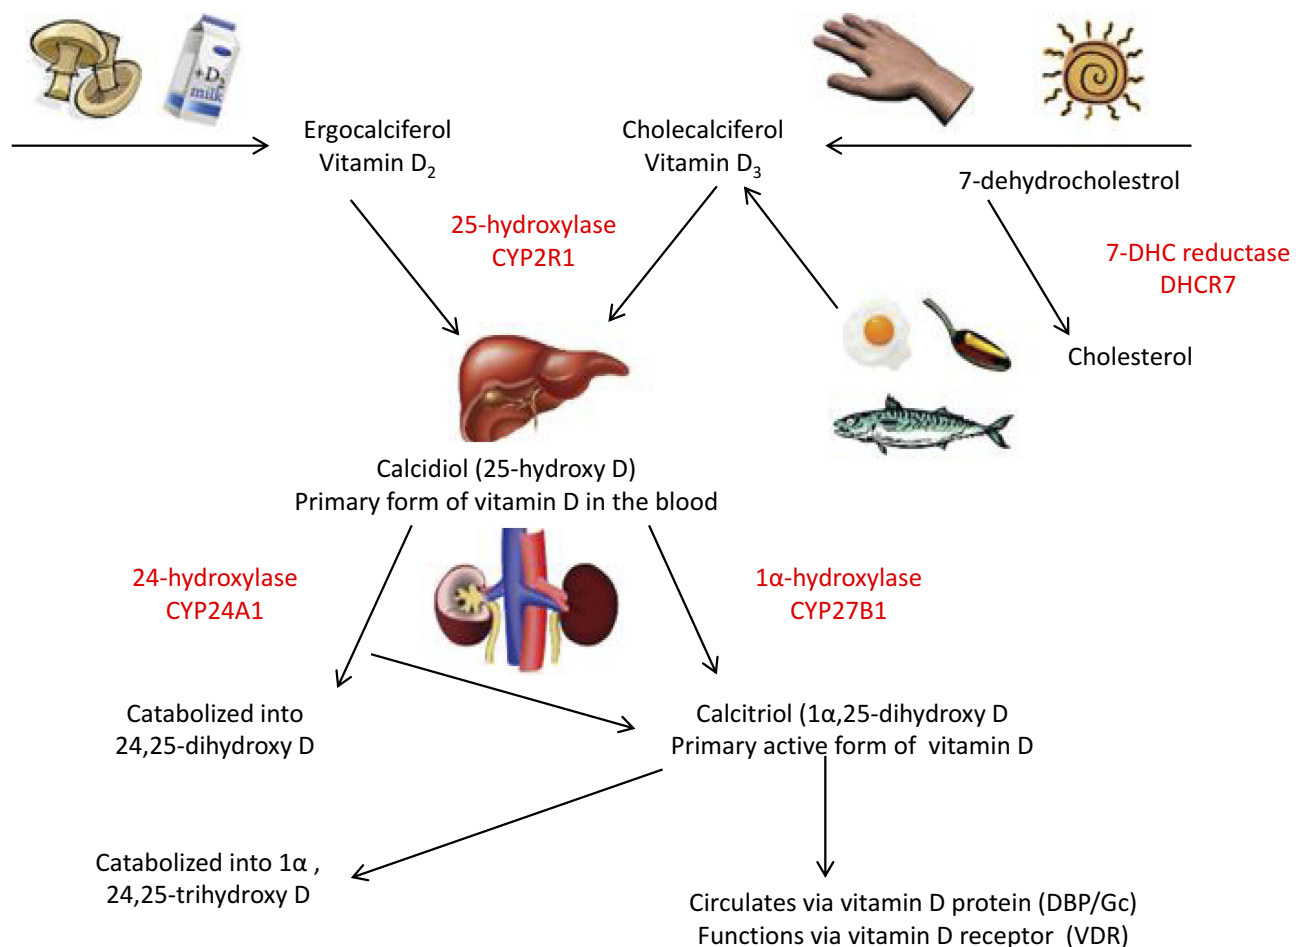 +D₂
milk
Ergocalciferol
Vitamin D₂
Cholecalciferol
Vitamin D₃
7-dehydrocholestrol
25-hydroxylase
CYP2R1
7-DHC reductase
DHCR7
Cholesterol
Calcidiol (25-hydroxy D)
Primary form of vitamin D in the blood
24-hydroxylase
CYP24A1
1α-hydroxylase
CYP27B1
Catabolized into
24,25-dihydroxy D
Calcitriol (1α,25-dihydroxy D
Primary active form of vitamin D
Catabolized into 1α ,
24,25-trihydroxy D
Circulates via vitamin D protein (DBP/Gc)
Functions via vitamin D receptor (VDR)